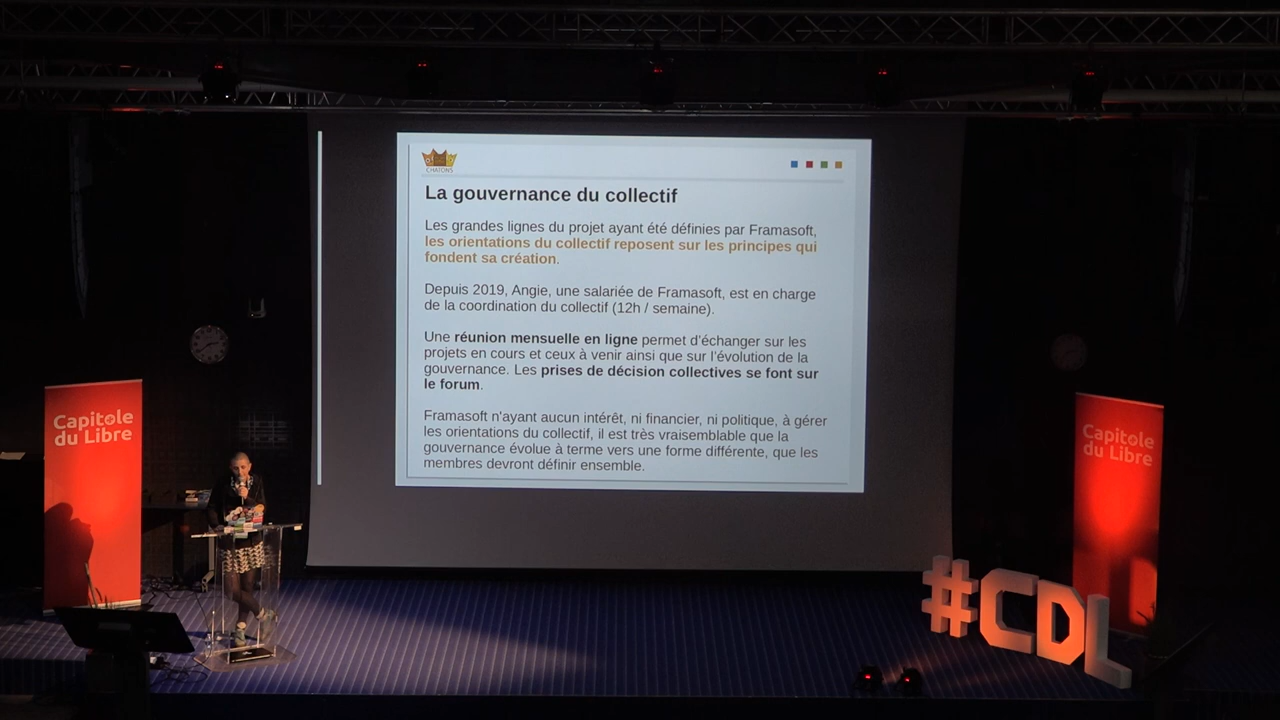 CHATONS
La gouvernance du collectif
Les grandes lignes du projet ayant été définies par Framasoft,
les orientations du collectif reposent sur les principes qui
fondent sa création.
Depuis 2019, Angie, une salariée de Framasoft, est en charge
de la coordination du collectif (12h / semaine).
Une réunion mensuelle en ligne permet d'échanger sur les
projets en cours et ceux à venir ainsi que sur l'évolution de la
gouvernance. Les prises de décision collectives se font sur
le forum.
Framasoft n'ayant aucun intérêt, ni financier, ni politique, à gérer
les orientations du collectif, il est très vraisemblable que la
gouvernance évolue à terme vers une forme différente, que les
membres devront définir ensemble.
Capitole
du Libre
Capitole
du Libre
#CDL